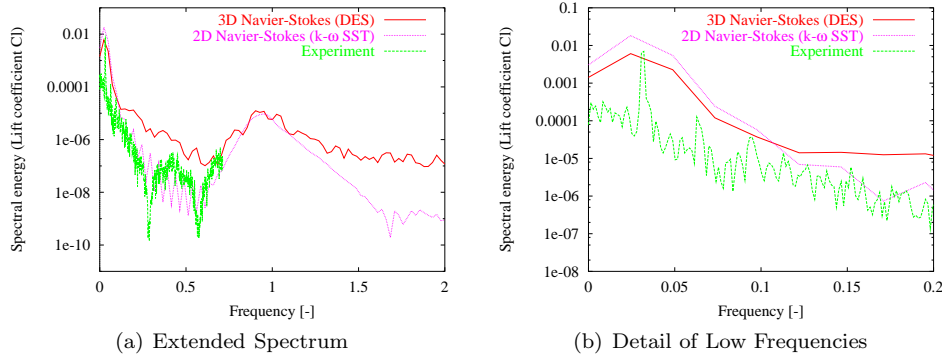 3D Navier-Stokes (DES)
2D Navier-Stokes (k-ω SST)
Experiment
Spectral energy (Lift coefficient Cl)
0.01
0.0001
1e-06
1e-08
1e-10
0
0.5
1
1.5
2
Frequency [-]
(a) Extended Spectrum
3D Navier-Stokes (DES)
2D Navier-Stokes (k-ω SST)
Experiment
Spectral energy (Lift coefficient Cl)
0.1
0.01
0.001
0.0001
1e-05
1e-06
1e-07
1e-08
0
0.05
0.1
0.15
0.2
Frequency [-]
(b) Detail of Low Frequencies